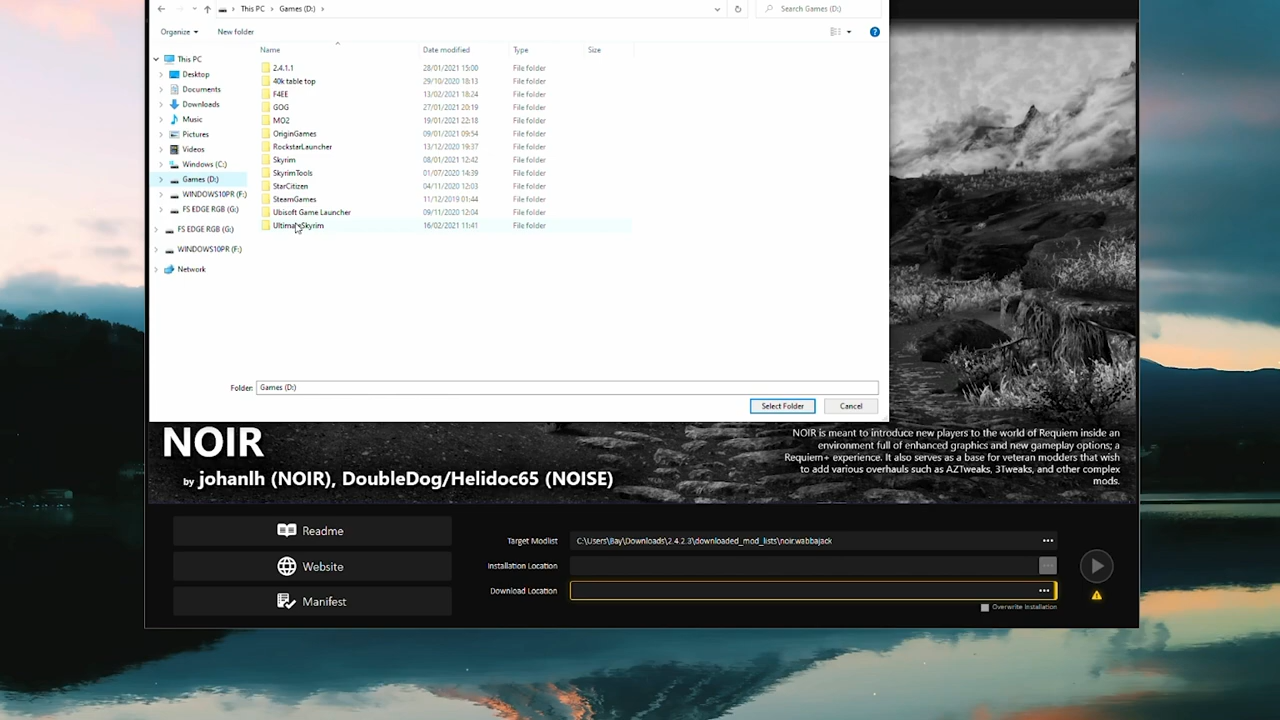 This PC > Games (D:) >
Search Games (D:)
Organize
New folder
Name
Date modified
Type
Size
This PC
Desktop
Documents
Downloads
Music
Pictures
Videos
Windows (C:)
Games (D:)
WINDOWS10PR (F:)
FS EDGE RGB (G:)
FS EDGE RGB (G:)
WINDOWS10PR (F:)
Network
2.4.1.1 28/01/2021 15:00 File folder
40k table top 29/10/2020 18:13 File folder
F4EE 13/02/2021 18:24 File folder
GOG 27/01/2021 20:19 File folder
MO2 19/01/2021 22:18 File folder
OriginGames 09/01/2021 09:54 File folder
RockstarLauncher 13/12/2020 19:37 File folder
Skyrim 08/01/2021 12:42 File folder
SkyrimTools 01/07/2020 14:39 File folder
StarCitizen 04/11/2020 12:03 File folder
SteamGames 11/12/2019 01:44 File folder
Ubisoft Game Launcher 09/11/2020 12:04 File folder
UltimateSkyrim 16/02/2021 11:41 File folder
Folder: Games (D:)
Select Folder
Cancel
NOIR
by johanlh (NOIR), DoubleDog/Helidoc65 (NOISE)
NOIR is meant to introduce new players to the world of Requiem inside an
environment full of enhanced graphics and new gameplay options; a
Requiem+ experience. It also serves as a base for veteran modders that wish
to add various overhauls such as AZTweaks, 3Tweaks, and other complex
mods.
Readme
Website
Manifest
Target Modlist C:\Users\Bay\Downloads\2.4.2.3\downloaded_mod_lists\noir.wabbajack
Installation Location
Download Location
Overwrite Installation